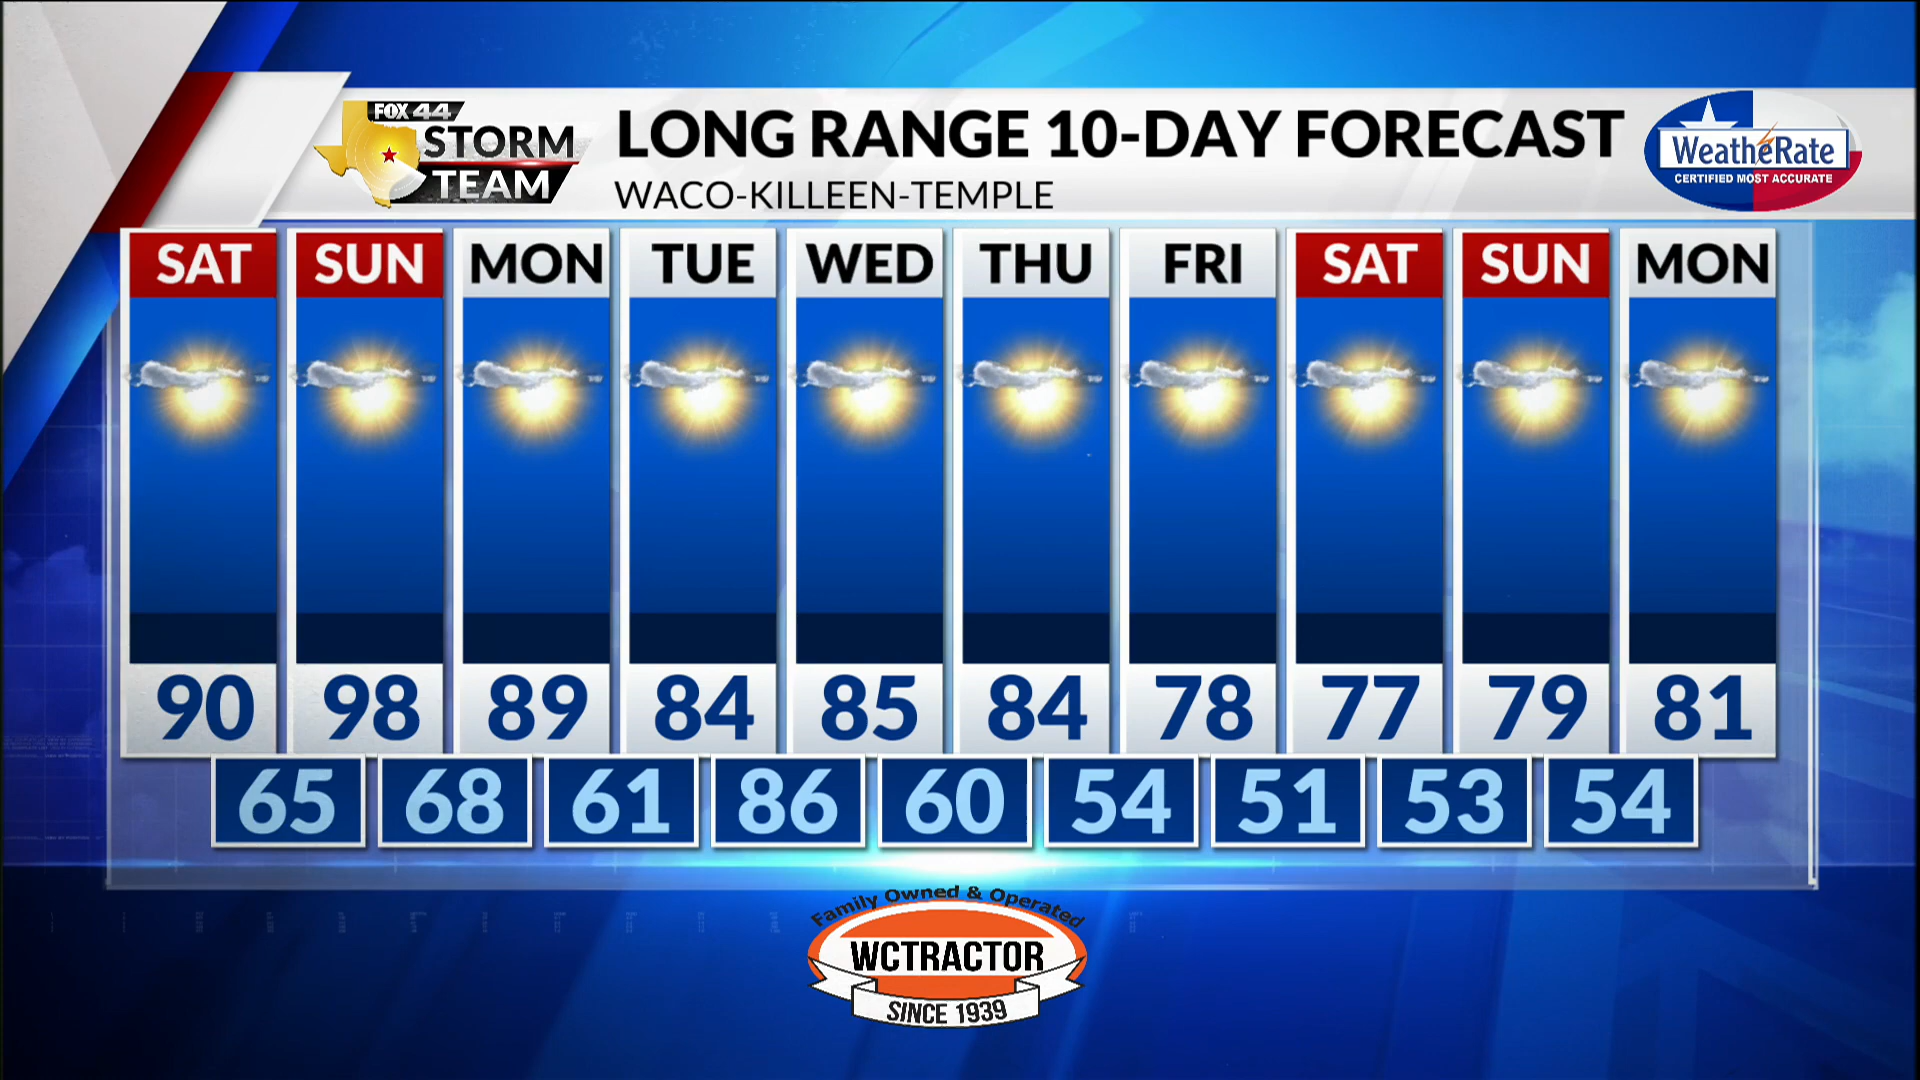 FOX 44
STORM
TEAM
LONG RANGE 10-DAY FORECAST
WACO-KILLEEN-TEMPLE
WeatheRate
CERTIFIED MOST ACCURATE
SAT SUN MON TUE WED THU FRI SAT SUN MON
90 98 89 84 85 84 78 77 79 81
65 68 61 86 60 54 51 53 54
Family Owned & Operated
WCTRACTOR
SINCE 1939